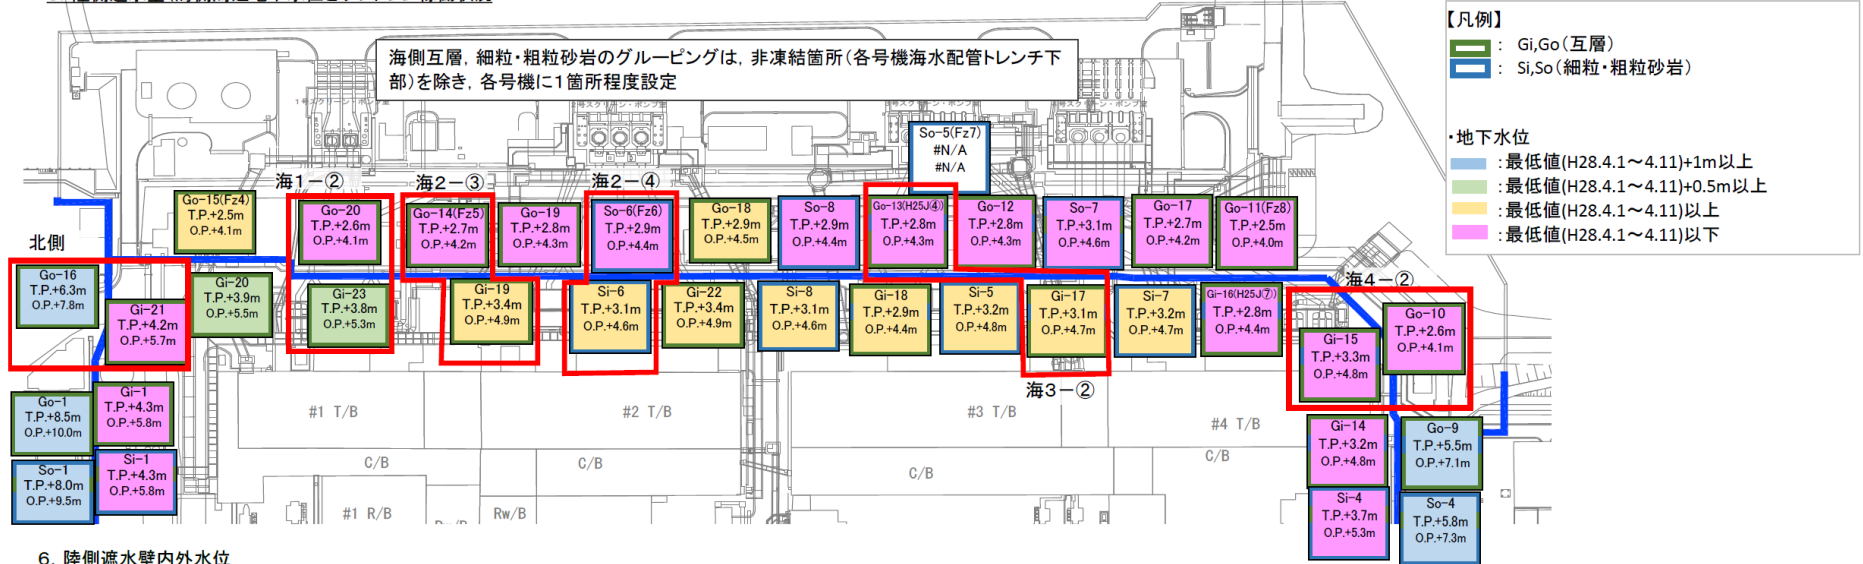 海側互層，細粒・粗粒砂岩のグルーピングは，非凍結箇所（各号機海水配管トレンチ下
部）を除き，各号機に1箇所程度設定
【凡例】
： Gi,Go（互層）
： Si,So（細粒・粗粒砂岩）
・地下水位
：最低値(H28.4.1～4.11)+1m以上
：最低値(H28.4.1～4.11)+0.5m以上
：最低値(H28.4.1～4.11)以上
：最低値(H28.4.1～4.11)以下
So-5(Fz7)
#N/A
#N/A
海1－②
海2－③
海2－④
Go-15(Fz4)
T.P.+2.5m
O.P.+4.1m
Go-20
T.P.+2.6m
O.P.+4.1m
Go-14(Fz5)
T.P.+2.7m
O.P.+4.2m
Go-19
T.P.+2.8m
O.P.+4.3m
So-6(Fz6)
T.P.+2.9m
O.P.+4.4m
Go-18
T.P.+2.9m
O.P.+4.5m
So-8
T.P.+2.9m
O.P.+4.4m
Go-13(H25J④)
T.P.+2.8m
O.P.+4.3m
Go-12
T.P.+2.8m
O.P.+4.3m
So-7
T.P.+3.1m
O.P.+4.6m
Go-17
T.P.+2.7m
O.P.+4.2m
Go-11(Fz8)
T.P.+2.5m
O.P.+4.0m
北側
Go-16
T.P.+6.3m
O.P.+7.8m
Gi-21
T.P.+4.2m
O.P.+5.7m
Gi-20
T.P.+3.9m
O.P.+5.5m
Gi-23
T.P.+3.8m
O.P.+5.3m
Gi-19
T.P.+3.4m
O.P.+4.9m
Si-6
T.P.+3.1m
O.P.+4.6m
Gi-22
T.P.+3.4m
O.P.+4.9m
Si-8
T.P.+3.1m
O.P.+4.6m
Gi-18
T.P.+2.9m
O.P.+4.4m
Si-5
T.P.+3.2m
O.P.+4.8m
Gi-17
T.P.+3.1m
O.P.+4.7m
Si-7
T.P.+3.2m
O.P.+4.7m
Gi-16(H25J⑦)
T.P.+2.8m
O.P.+4.4m
海4－②
Gi-15
T.P.+3.3m
O.P.+4.8m
Go-10
T.P.+2.6m
O.P.+4.1m
海3－②
Go-1
T.P.+8.5m
O.P.+10.0m
Gi-1
T.P.+4.3m
O.P.+5.8m
So-1
T.P.+8.0m
O.P.+9.5m
Si-1
T.P.+4.3m
O.P.+5.8m
Gi-14
T.P.+3.2m
O.P.+4.8m
Go-9
T.P.+5.5m
O.P.+7.1m
Si-4
T.P.+3.7m
O.P.+5.3m
So-4
T.P.+5.8m
O.P.+7.3m
#1 T/B
#2 T/B
#3 T/B
#4 T/B
C/B
C/B
C/B
C/B
#1 R/B
Rw/B
6．陸側遮水壁内外水位